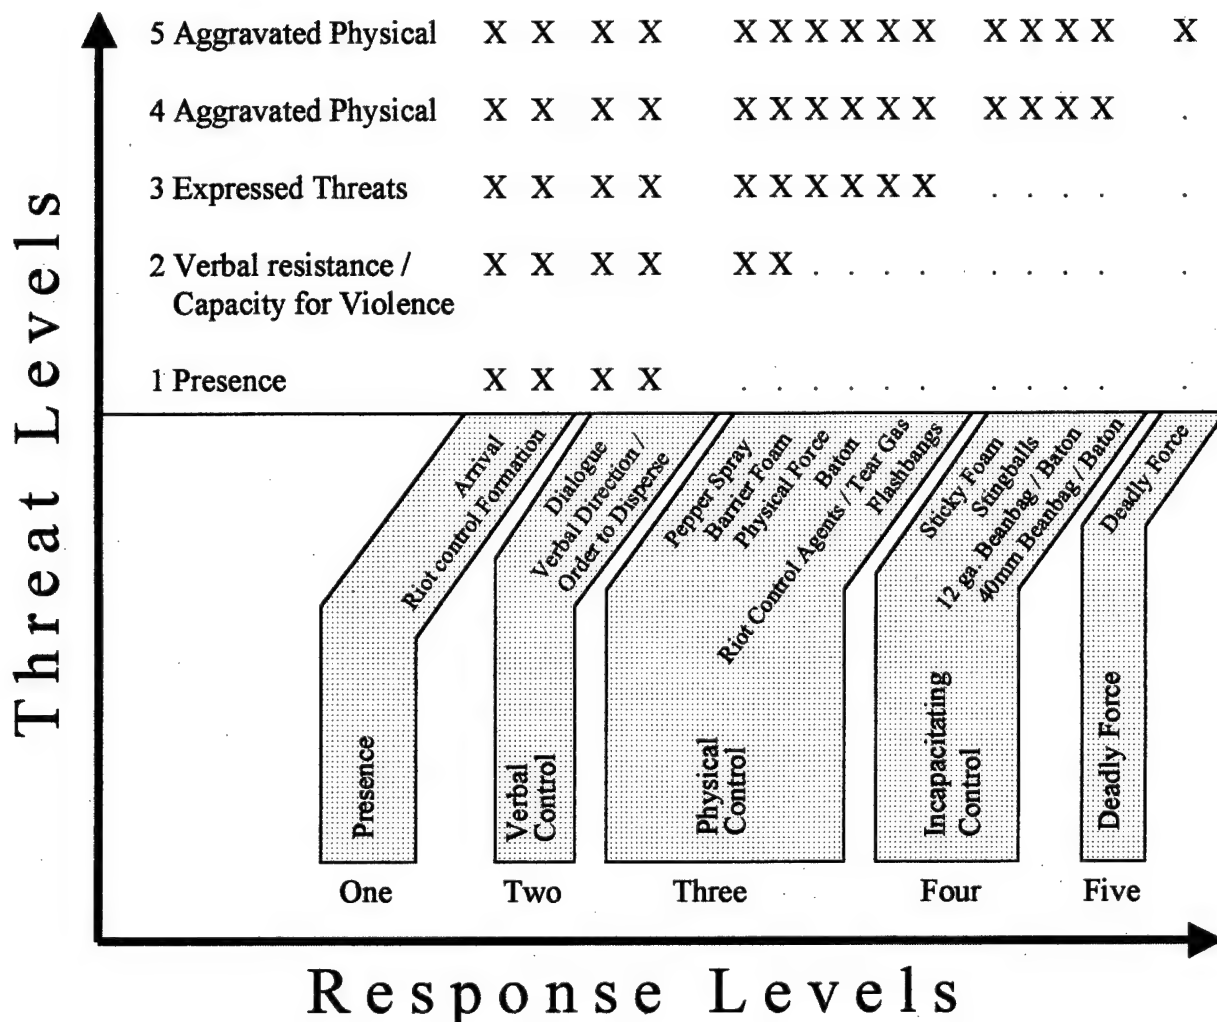 Threat Levels
5 Aggravated Physical X X X X X X X X X X X X X X X
4 Aggravated Physical X X X X X X X X X X X X X X .
3 Expressed Threats X X X X X X X X X X . . . . .
2 Verbal resistance / X X X X X X . . . . . . . . .
Capacity for Violence
1 Presence X X X X . . . . . . . . . . .
Arrival
Riot control Formation
Dialogue
Verbal Direction /
Order to Disperse
Pepper Spray
Barrier Foam
Physical Force
Baton
Riot Control Agents / Tear Gas
Flashbangs
Sticky Foam
Stingballs
12 ga. Beanbag / Baton
40mm Beanbag / Baton
Deadly Force
Presence
Verbal
Control
Physical
Control
Incapacitating
Control
Deadly Force
One Two Three Four Five
Response Levels